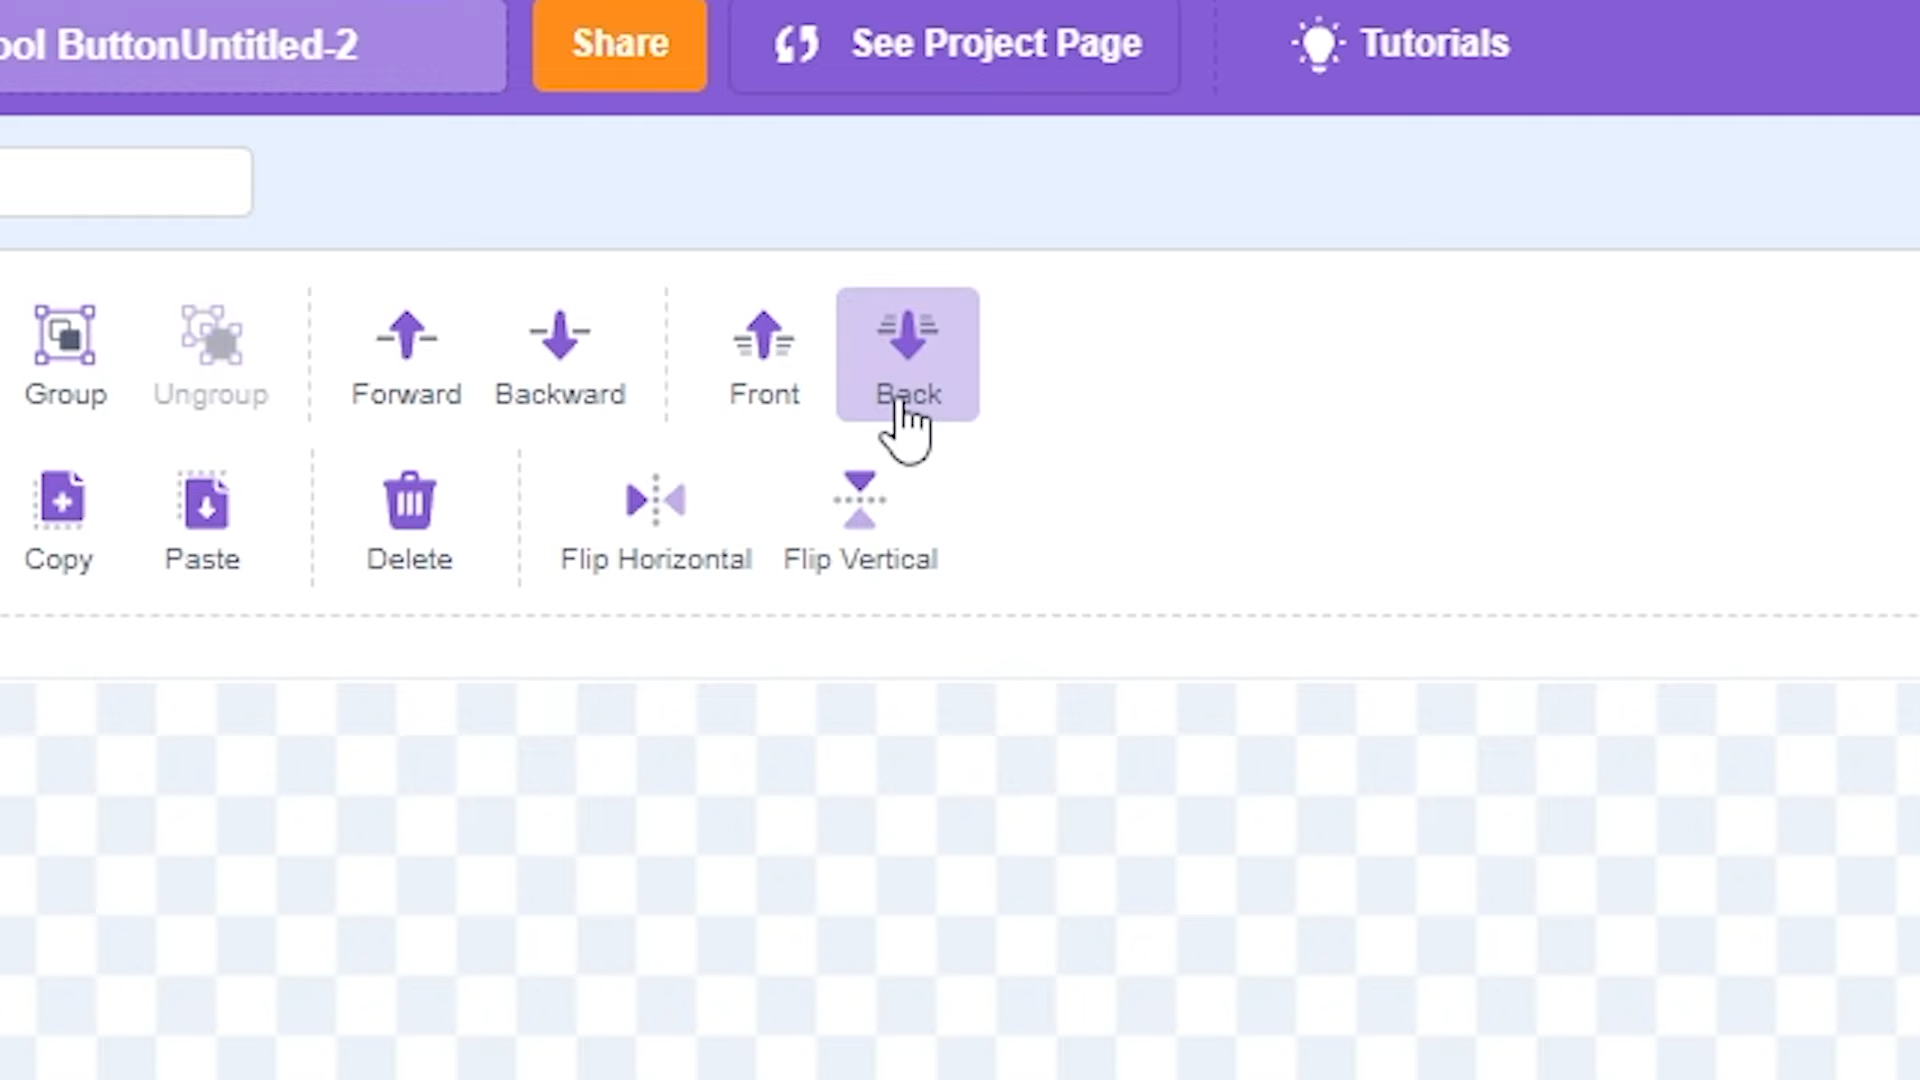 ool ButtonUntitled-2 Share See Project Page Tutorials
Group Ungroup Forward Backward Front Back
Copy Paste Delete Flip Horizontal Flip Vertical